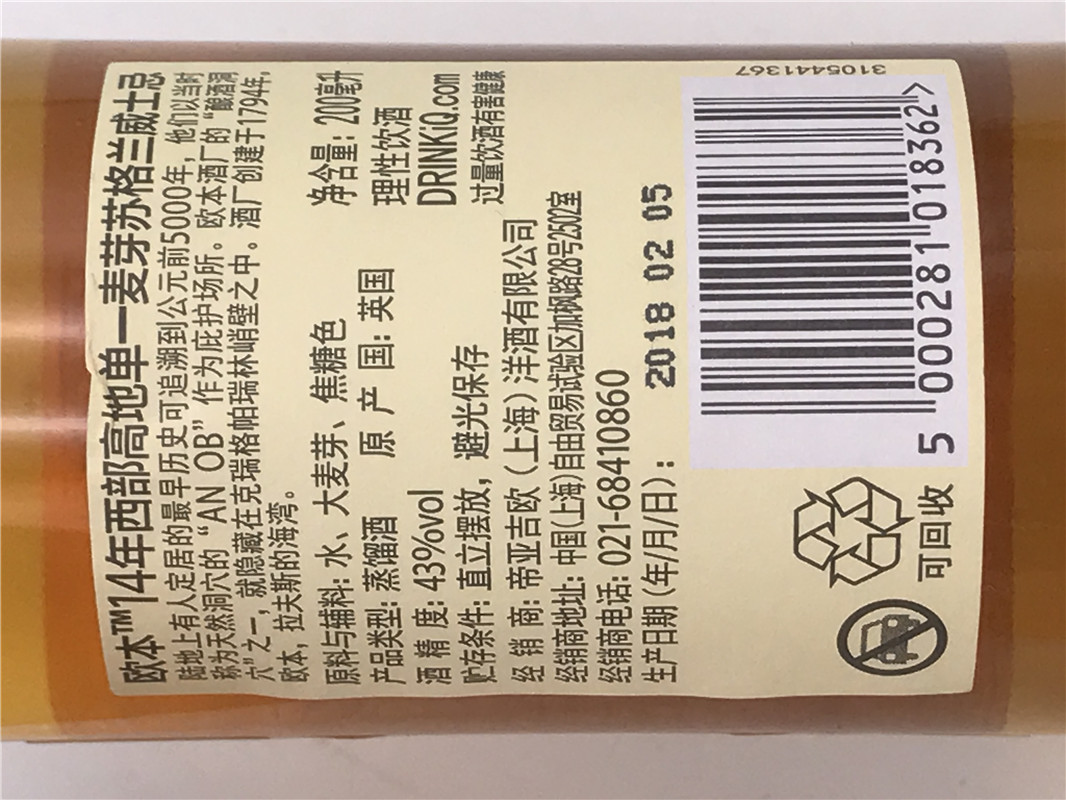 欧本™14年西部高地单一麦芽苏格兰威士忌
陆地上有人定居的最早历史可追溯到公元前5000年，他们以当时
称为天然洞穴的“AN OB”作为庇护场所。欧本酒厂的“酿酒洞
穴”之一，就隐藏在克瑞格帕瑞林峭壁之中。酒厂创建于1794年，
欧本，拉夫斯的海湾。
原料与辅料：水、大麦芽、焦糖色 净含量：200毫升
产品类型：蒸馏酒 原产国：英国 理性饮酒
酒精度：43%vol DRINKiQ.com
贮存条件：直立摆放，避光保存 过量饮酒有害健康
经销商：帝亚吉欧（上海）洋酒有限公司
经销商地址：中国(上海)自由贸易试验区加枫路28号2502室
经销商电话：021-68410860
生产日期（年/月/日）： 2018 02 05
3105441367
5 000281 018362 >
可回收